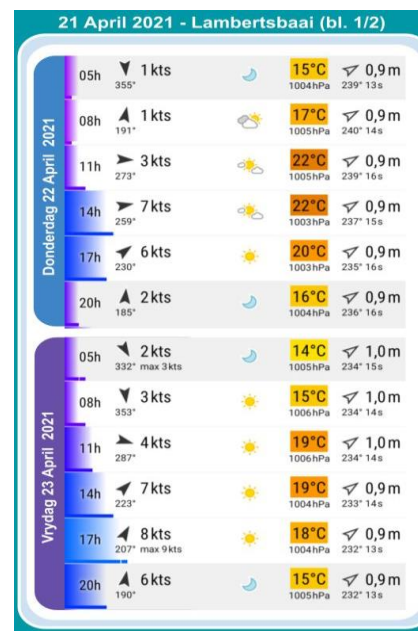 21 April 2021 - Lambertsbaai (bl. 1/2)
Donderdag 22 April 2021
05h 1 kts 15°C 0,9 m
355° 1004hPa 239° 13s
08h 1 kts 17°C 0,9 m
191° 1005hPa 240° 14s
11h 3 kts 22°C 0,9 m
273° 1005hPa 239° 16s
14h 7 kts 22°C 0,9 m
259° 1003hPa 237° 15s
17h 6 kts 20°C 0,9 m
230° 1003hPa 235° 16s
20h 2 kts 16°C 0,9 m
185° 1004hPa 236° 16s
Vrydag 23 April 2021
05h 2 kts 14°C 1,0 m
332° max 3 kts 1005hPa 234° 15s
08h 3 kts 15°C 1,0 m
353° 1006hPa 234° 14s
11h 4 kts 19°C 1,0 m
287° 1006hPa 234° 14s
14h 7 kts 19°C 0,9 m
223° 1004hPa 233° 14s
17h 8 kts 18°C 0,9 m
207° max 9 kts 1004hPa 232° 13s
20h 6 kts 15°C 0,9 m
190° 1005hPa 232° 13s